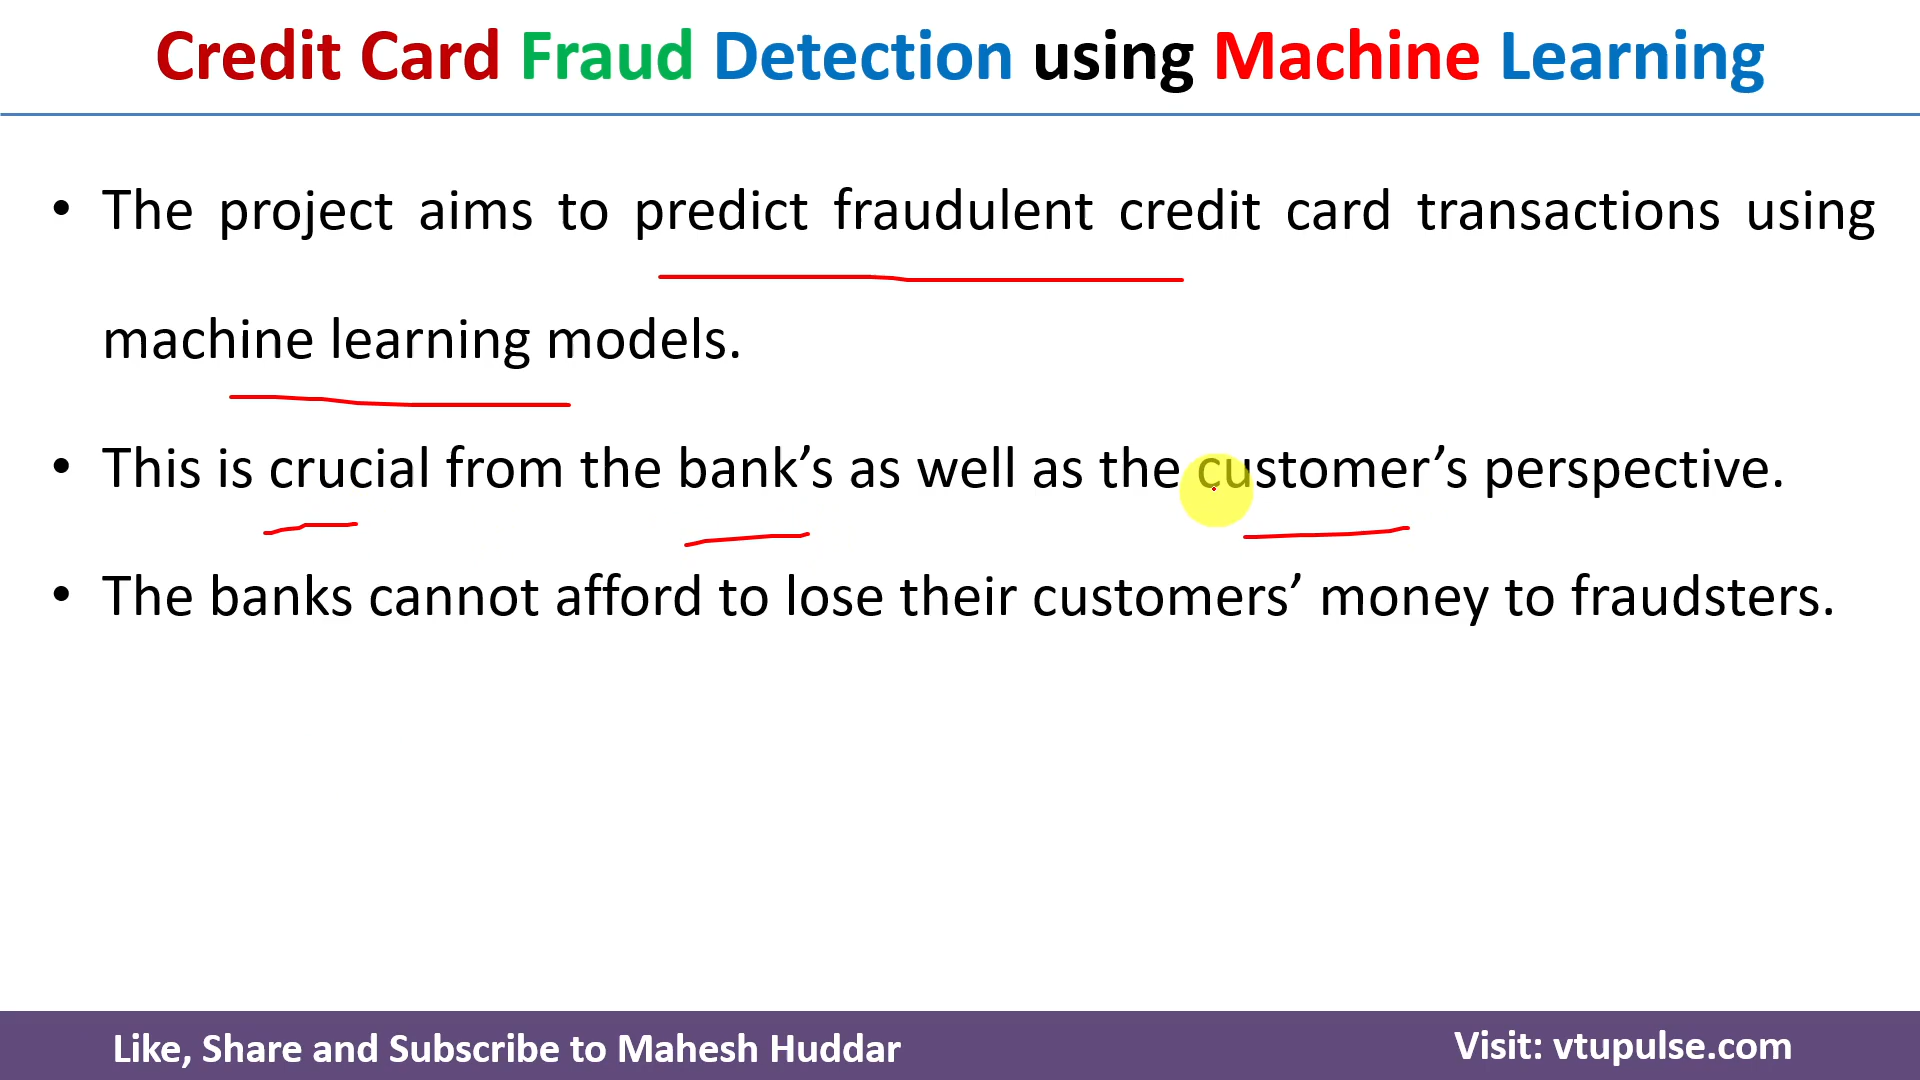 Credit Card Fraud Detection using Machine Learning
• The project aims to predict fraudulent credit card transactions using
machine learning models.
• This is crucial from the bank’s as well as the customer’s perspective.
• The banks cannot afford to lose their customers’ money to fraudsters.
Like, Share and Subscribe to Mahesh Huddar
Visit: vtupulse.com